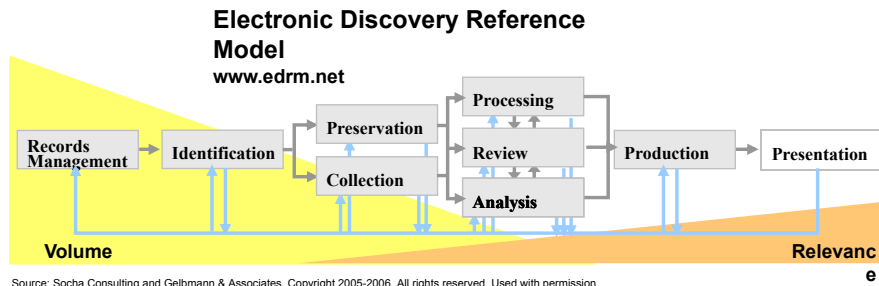 Electronic Discovery Reference
Model
www.edrm.net
Records
Management
Identification
Preservation
Collection
Processing
Review
Analysis
Production
Presentation
Volume
Relevanc
e
Source: Socha Consulting and Gelbmann & Associates. Copyright 2005-2006. All rights reserved. Used with permission.